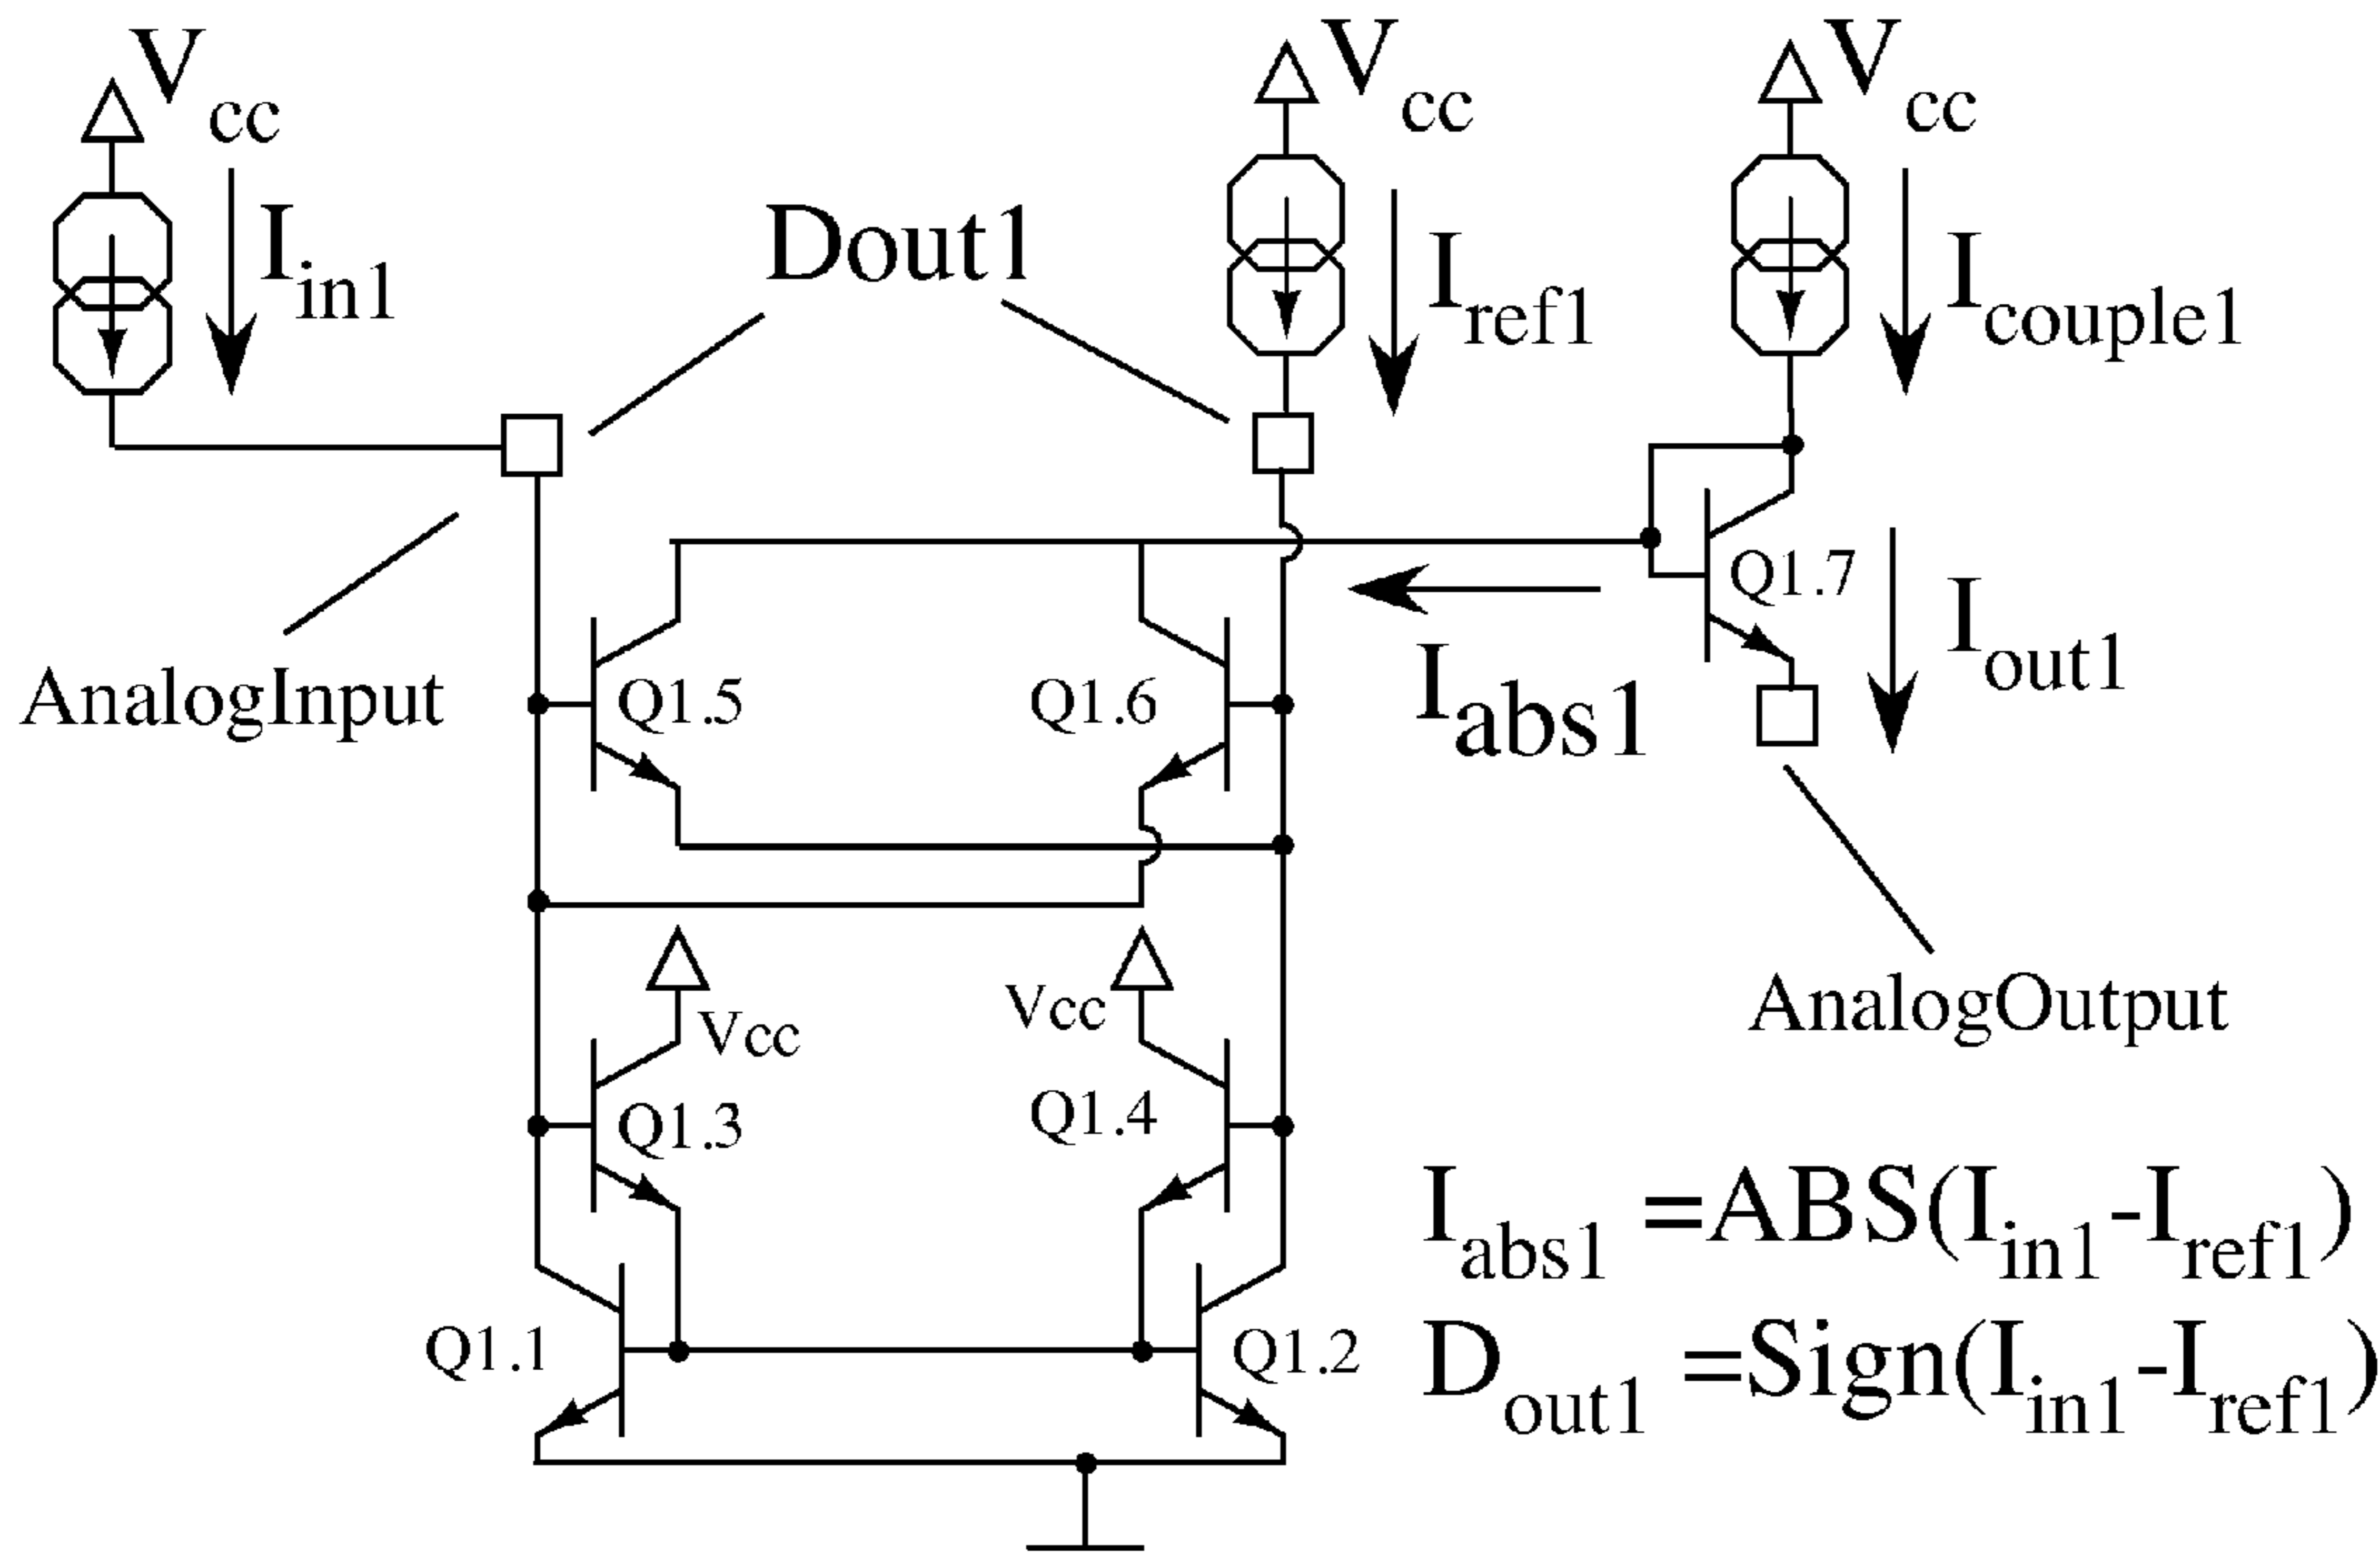 Vcc
Vcc
Vcc
Iin1
Dout1
Iref1
Icouple1
Q1.7
Iout1
AnalogInput
Q1.5
Q1.6
Iabs1
AnalogOutput
Vcc
Vcc
Q1.3
Q1.4
Iabs1 =ABS(Iin1-Iref1)
Q1.1
Q1.2
Dout1 =Sign(Iin1-Iref1)